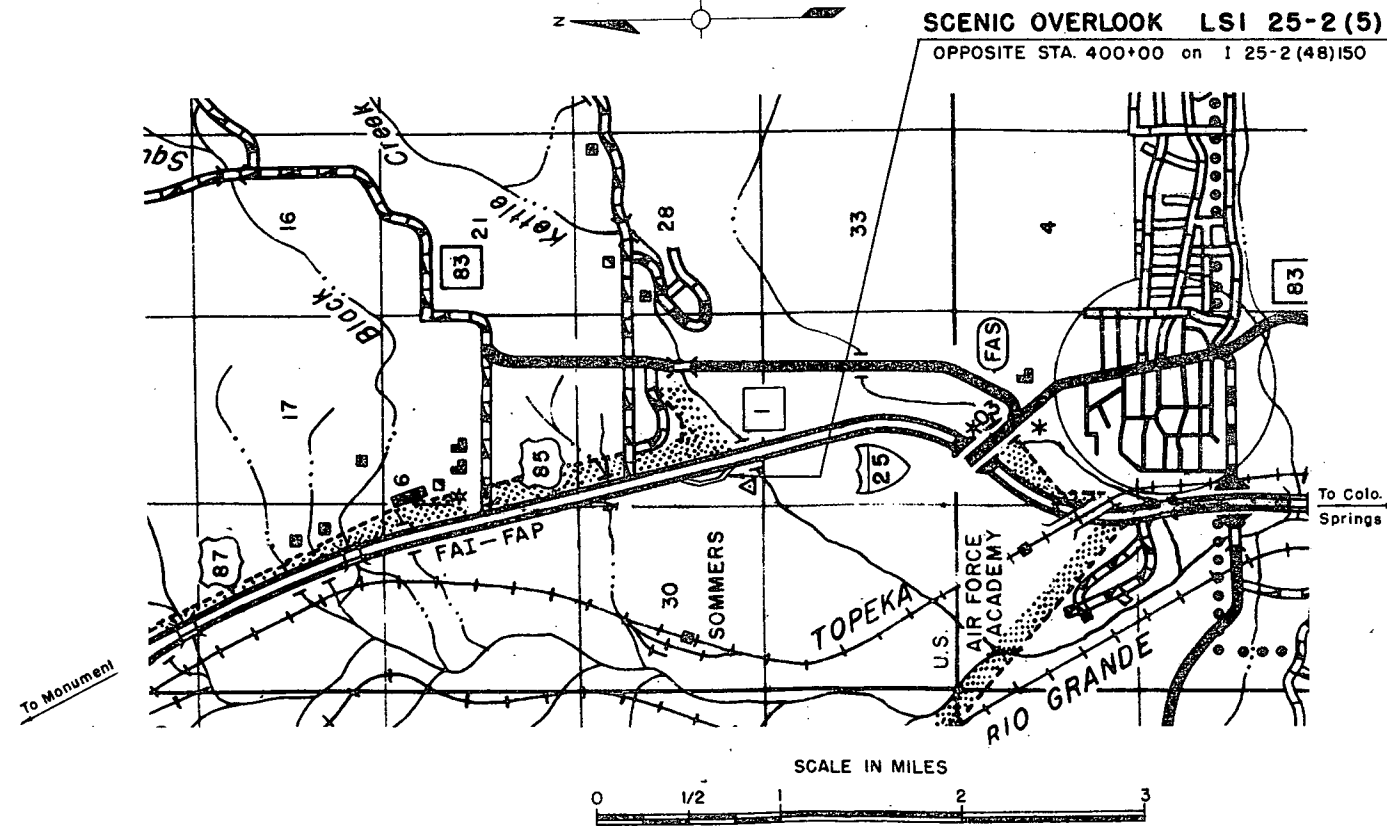 N
SCENIC OVERLOOK LSI 25-2 (5)
OPPOSITE STA. 400+00 on I 25-2 (48) 150
Squ
Creek
Kettle
16
21
28
33
4
83
83
Black
FAS
17
1
03
85
25
6
87
FAI-FAP
To Colo.
Springs
30
SOMMERS
TOPEKA
U.S.
AIR FORCE
ACADEMY
RIO GRANDE
To Monument
SCALE IN MILES
0 1/2 1 2 3